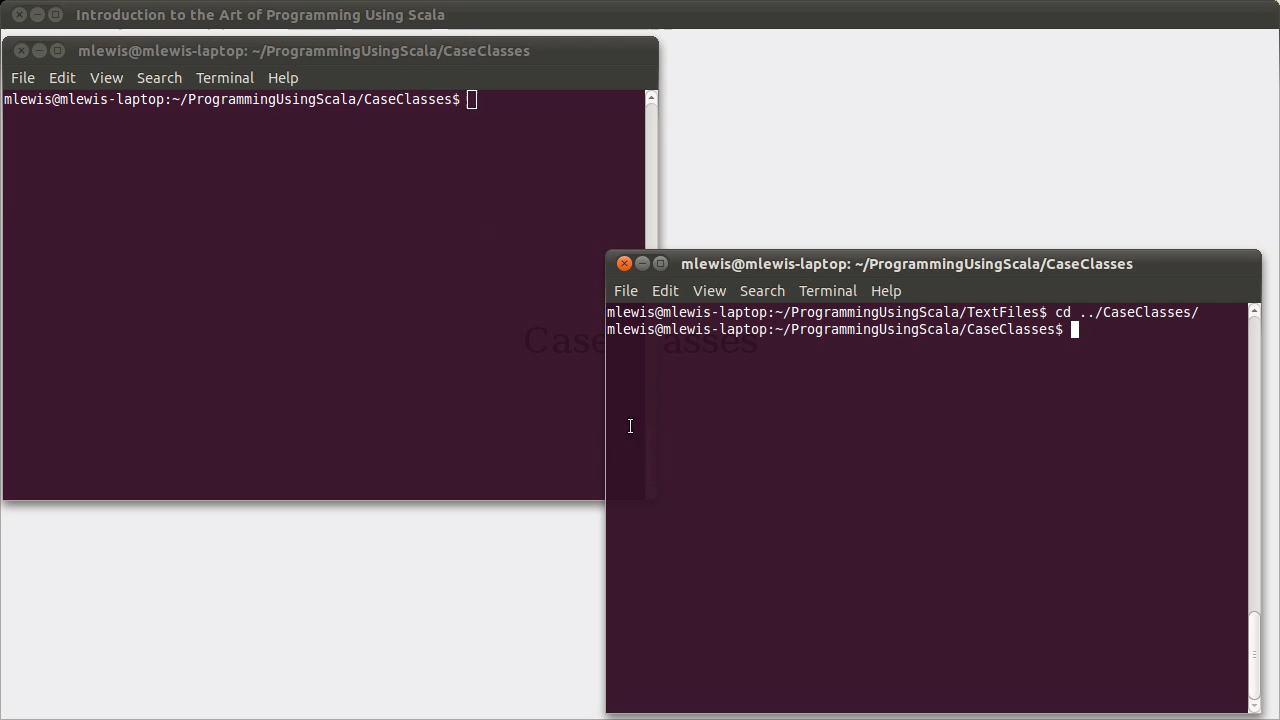 Introduction to the Art of Programming Using Scala
mlewis@mlewis-laptop: ~/ProgrammingUsingScala/CaseClasses
File Edit View Search Terminal Help
mlewis@mlewis-laptop:~/ProgrammingUsingScala/CaseClasses$
mlewis@mlewis-laptop: ~/ProgrammingUsingScala/CaseClasses
File Edit View Search Terminal Help
mlewis@mlewis-laptop:~/ProgrammingUsingScala/TextFiles$ cd ../CaseClasses/
mlewis@mlewis-laptop:~/ProgrammingUsingScala/CaseClasses$
Case Classes